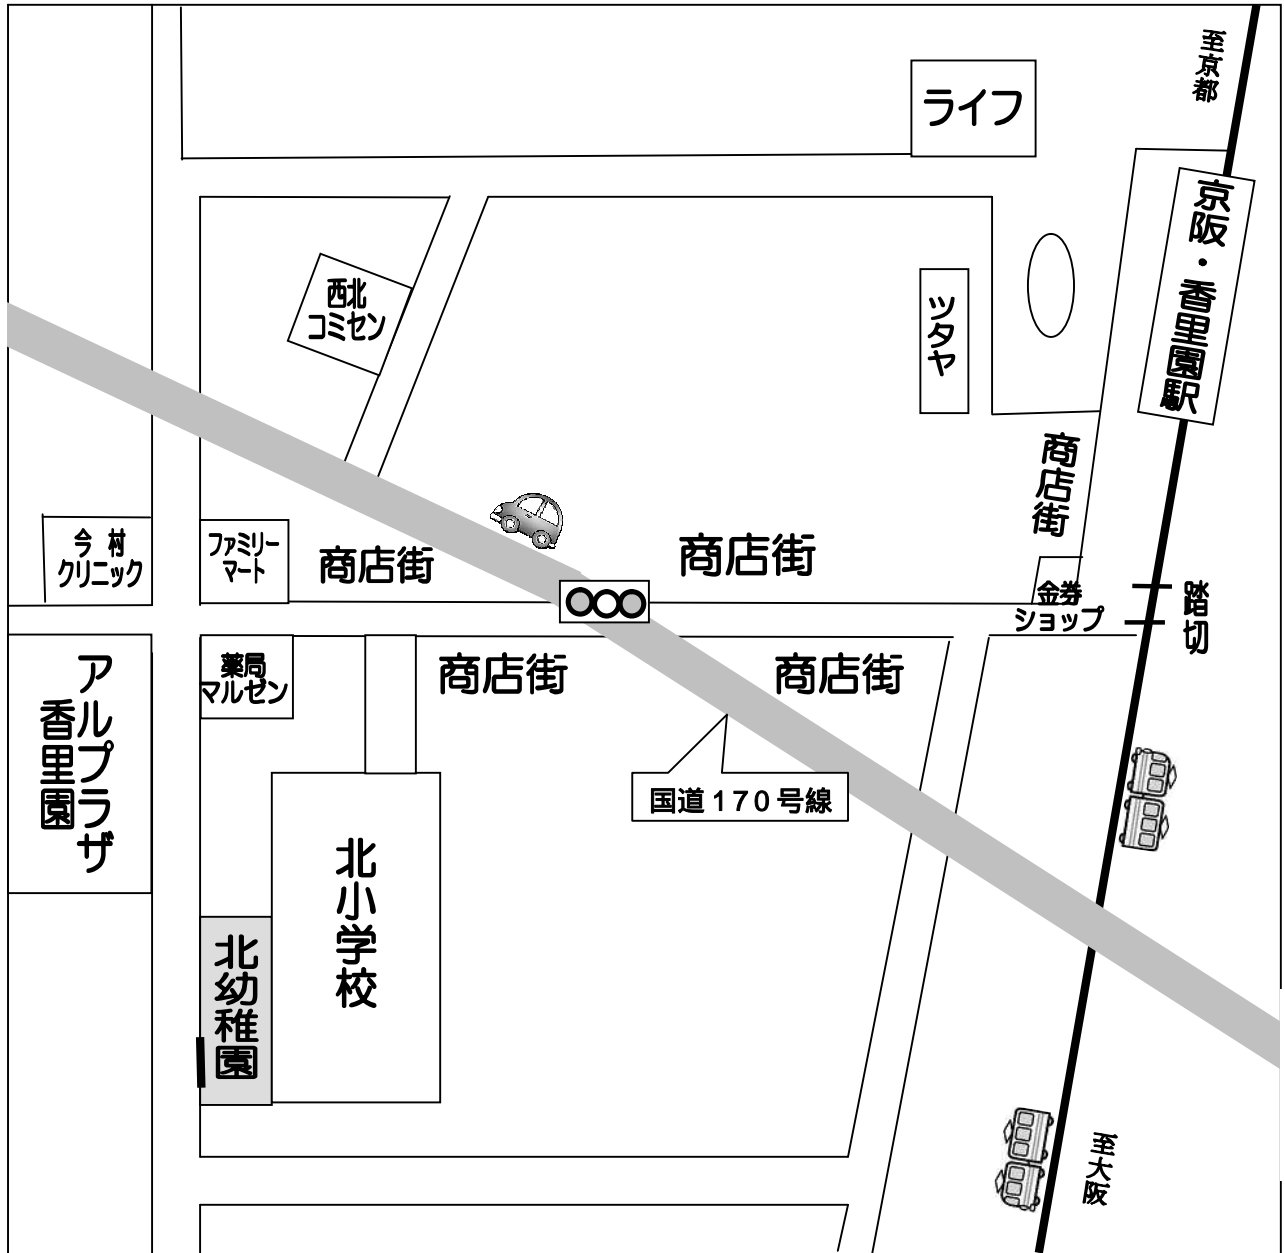 至京都
ライフ
京阪・香里園駅
西北
コミセン
ツタヤ
商店街
今村
クリニック
ファミリー
マート
商店街
商店街
金券
ショップ
踏切
薬局
マルゼン
商店街
商店街
アルプラザ
香里園
国道170号線
北小学校
北幼稚園
至大阪